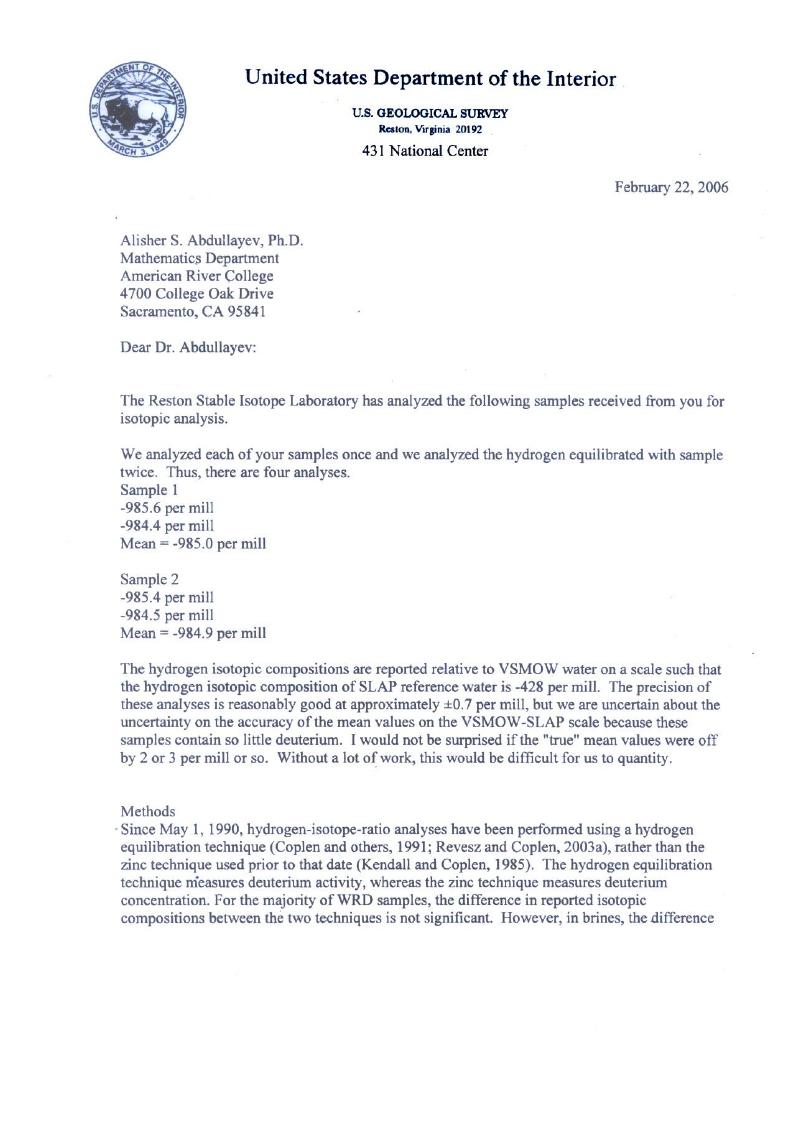 U.S. DEPARTMENT OF THE INTERIOR
MARCH 3, 1849
United States Department of the Interior
U.S. GEOLOGICAL SURVEY
Reston, Virginia 20192
431 National Center
February 22, 2006
Alisher S. Abdullayev, Ph.D.
Mathematics Department
American River College
4700 College Oak Drive
Sacramento, CA 95841
Dear Dr. Abdullayev:
The Reston Stable Isotope Laboratory has analyzed the following samples received from you for
isotopic analysis.
We analyzed each of your samples once and we analyzed the hydrogen equilibrated with sample
twice. Thus, there are four analyses.
Sample 1
-985.6 per mill
-984.4 per mill
Mean = -985.0 per mill
Sample 2
-985.4 per mill
-984.5 per mill
Mean = -984.9 per mill
The hydrogen isotopic compositions are reported relative to VSMOW water on a scale such that
the hydrogen isotopic composition of SLAP reference water is -428 per mill. The precision of
these analyses is reasonably good at approximately ±0.7 per mill, but we are uncertain about the
uncertainty on the accuracy of the mean values on the VSMOW-SLAP scale because these
samples contain so little deuterium. I would not be surprised if the "true" mean values were off
by 2 or 3 per mill or so. Without a lot of work, this would be difficult for us to quantity.
Methods
Since May 1, 1990, hydrogen-isotope-ratio analyses have been performed using a hydrogen
equilibration technique (Coplen and others, 1991; Revesz and Coplen, 2003a), rather than the
zinc technique used prior to that date (Kendall and Coplen, 1985). The hydrogen equilibration
technique measures deuterium activity, whereas the zinc technique measures deuterium
concentration. For the majority of WRD samples, the difference in reported isotopic
compositions between the two techniques is not significant. However, in brines, the difference